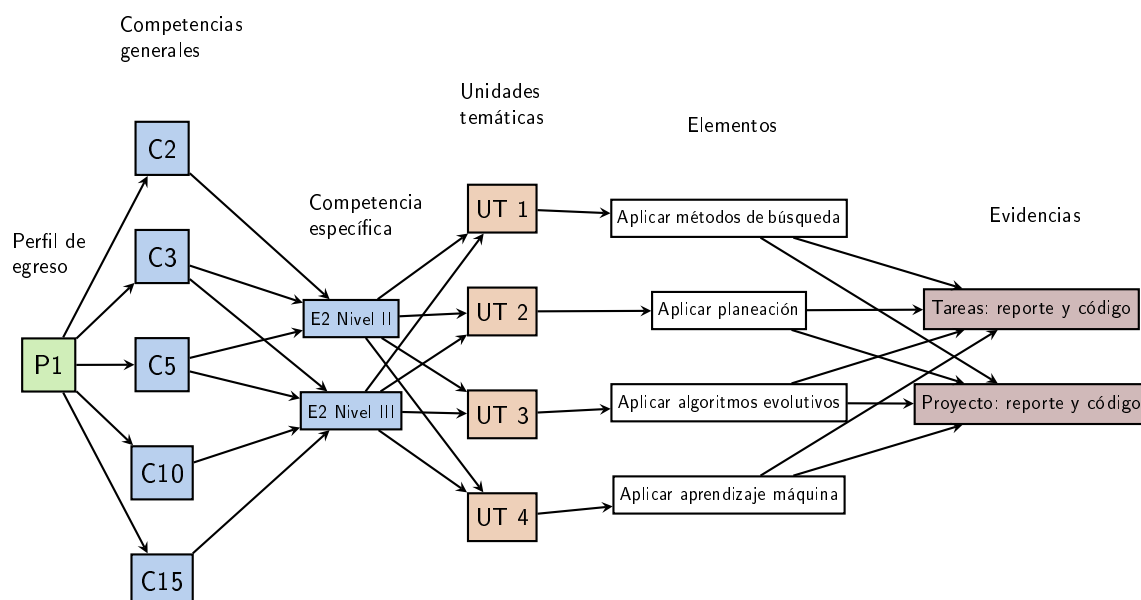 Competencias
generales
Unidades
temáticas
Elementos
C2
Competencia
específica
UT 1
Aplicar métodos de búsqueda
Evidencias
Perfil de
egreso
C3
E2 Nivel II
UT 2
Aplicar planeación
Tareas: reporte y código
P1
C5
E2 Nivel III
UT 3
Aplicar algoritmos evolutivos
Proyecto: reporte y código
C10
UT 4
Aplicar aprendizaje máquina
C15